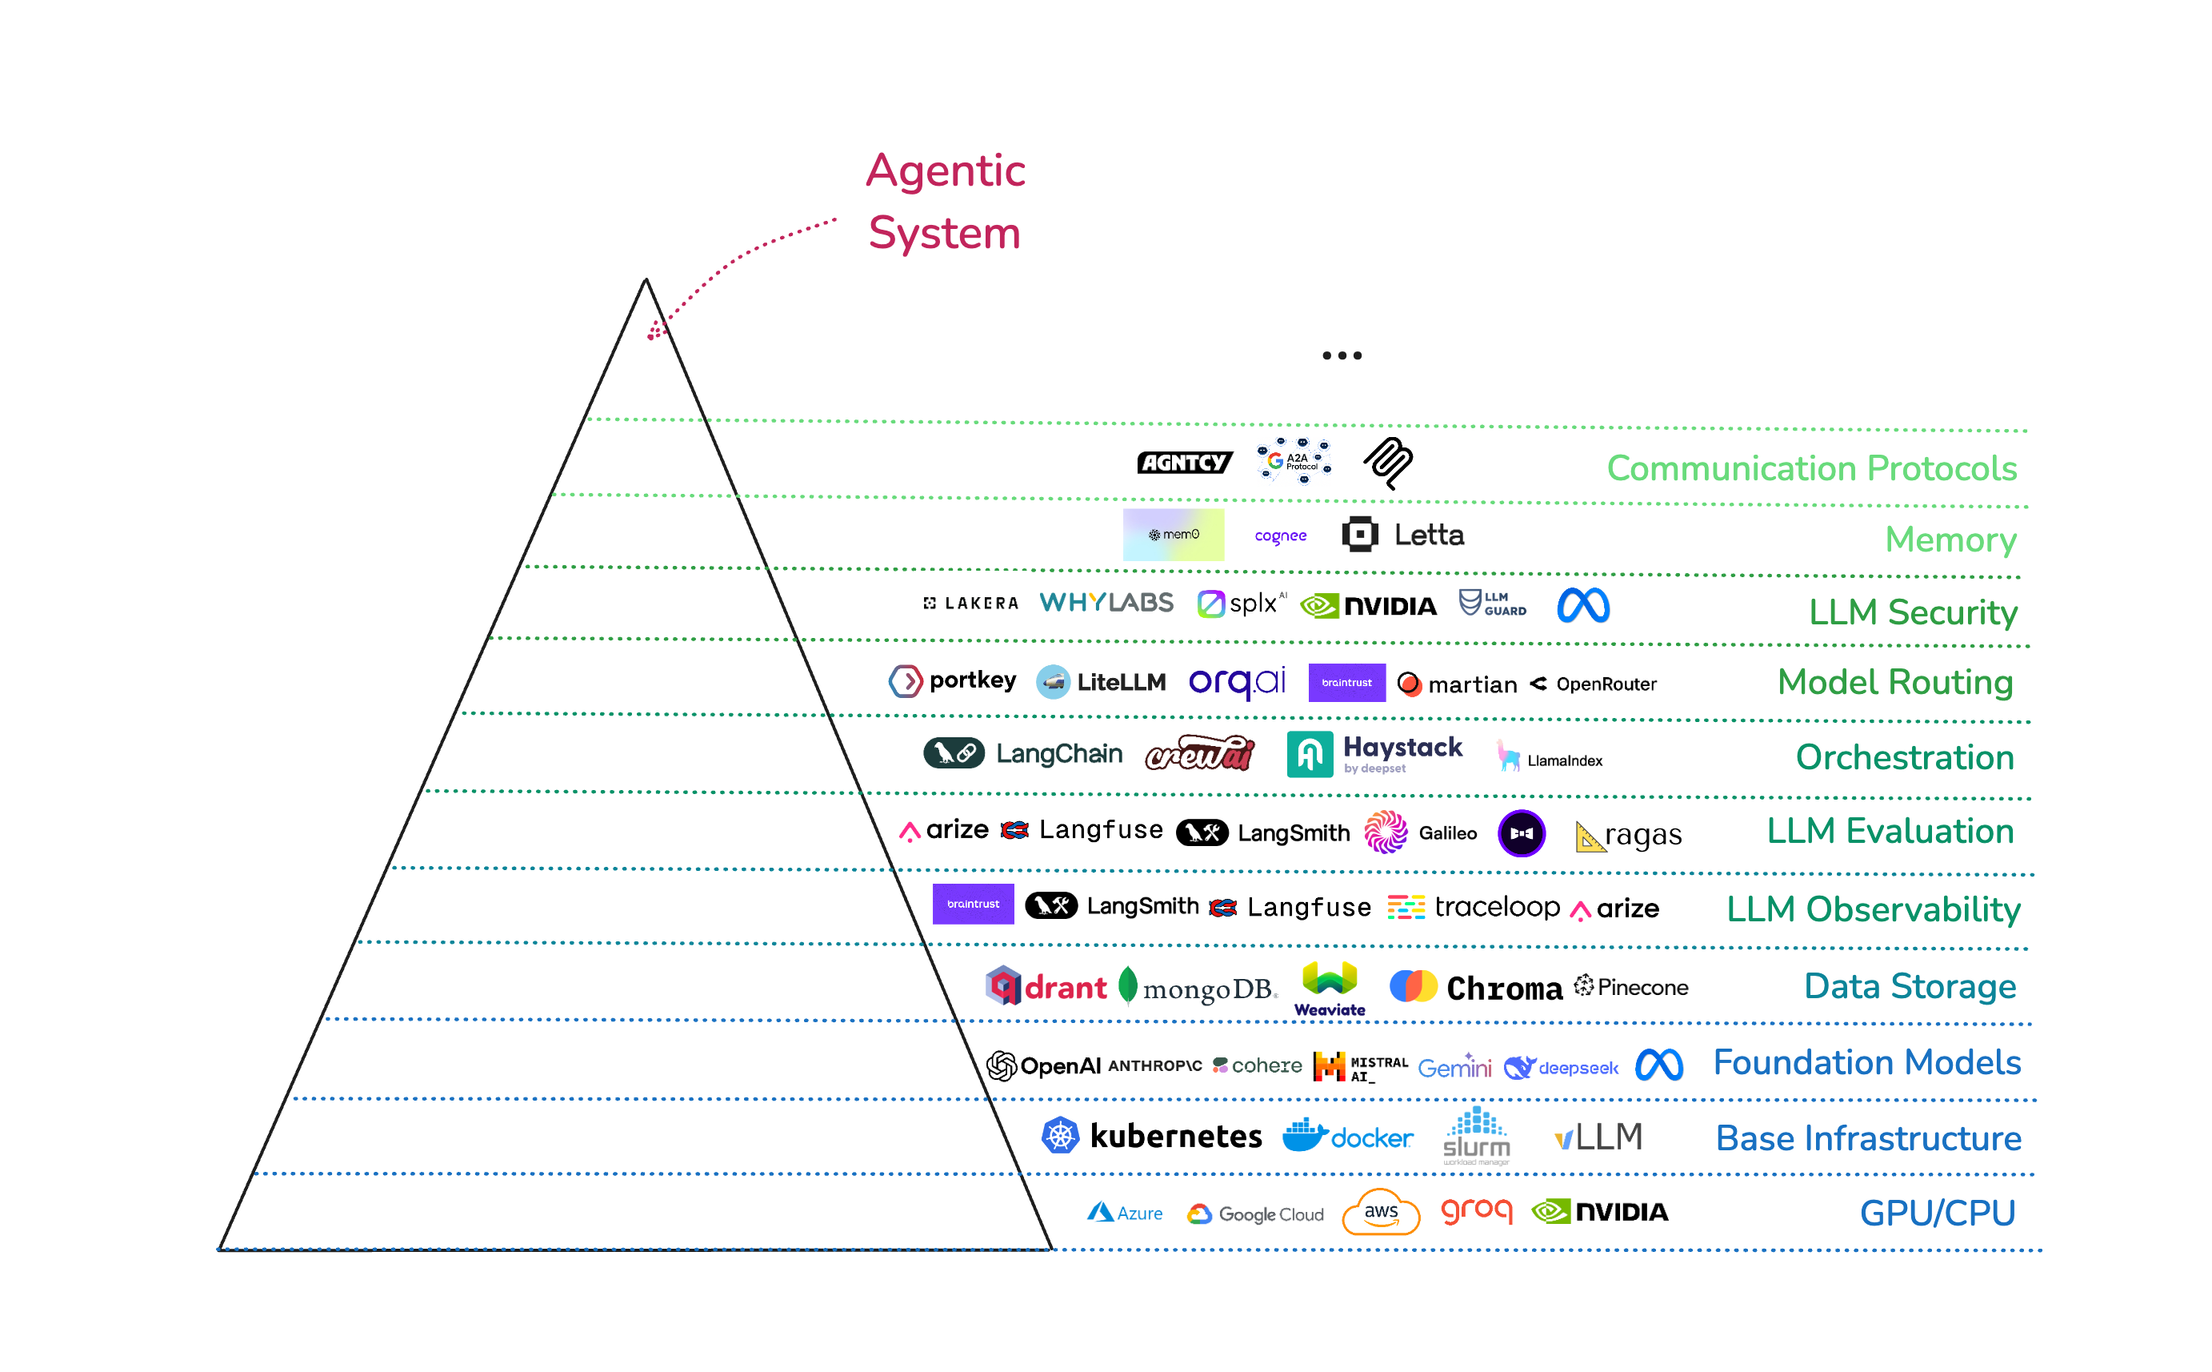 Agentic
System
...
AGNTCY A2A Protocol Communication Protocols
mem0 cognee Letta Memory
LAKERA WHYLABS splx AI NVIDIA LLM GUARD LLM Security
portkey LiteLLM orq.ai braintrust martian OpenRouter Model Routing
LangChain crewai Haystack by deepset LlamaIndex Orchestration
arize Langfuse LangSmith Galileo ragas LLM Evaluation
braintrust LangSmith Langfuse traceloop arize LLM Observability
qdrant mongoDB® Weaviate Chroma Pinecone Data Storage
OpenAI ANTHROP\C cohere MISTRAL AI_ Gemini deepseek Foundation Models
kubernetes docker slurm workload manager vLLM Base Infrastructure
Azure Google Cloud aws groq NVIDIA GPU/CPU